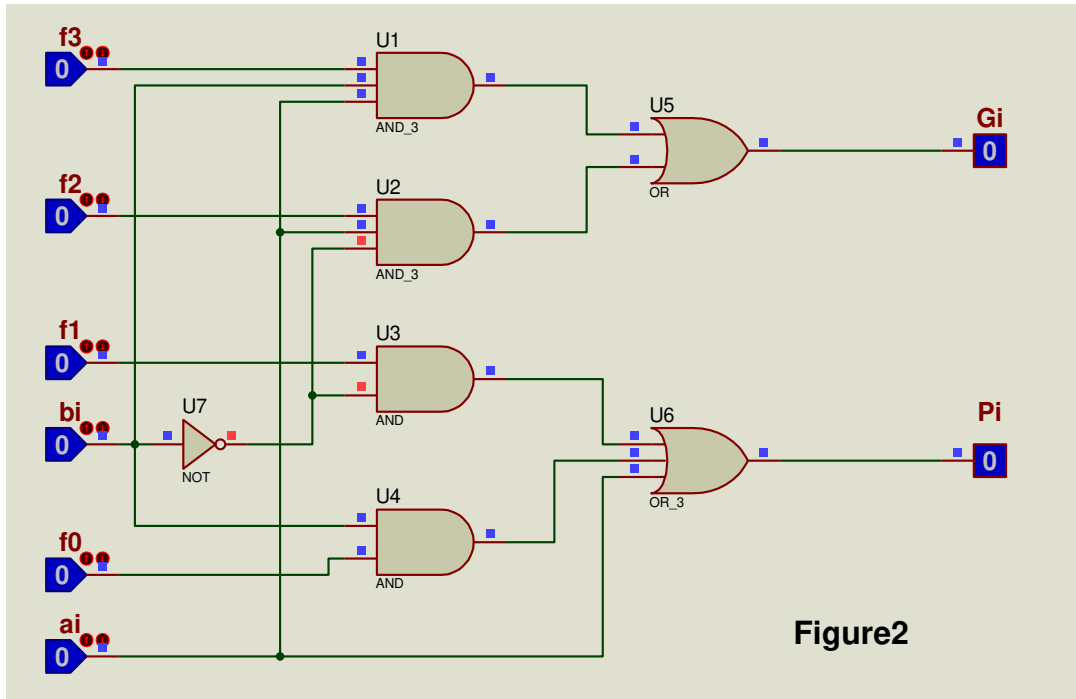 f3
0
U1
AND_3
U5
OR
Gi
0
f2
0
U2
AND_3
f1
0
U3
AND
bi
0
U7
NOT
U6
OR_3
Pi
0
U4
AND
f0
0
ai
0
Figure2